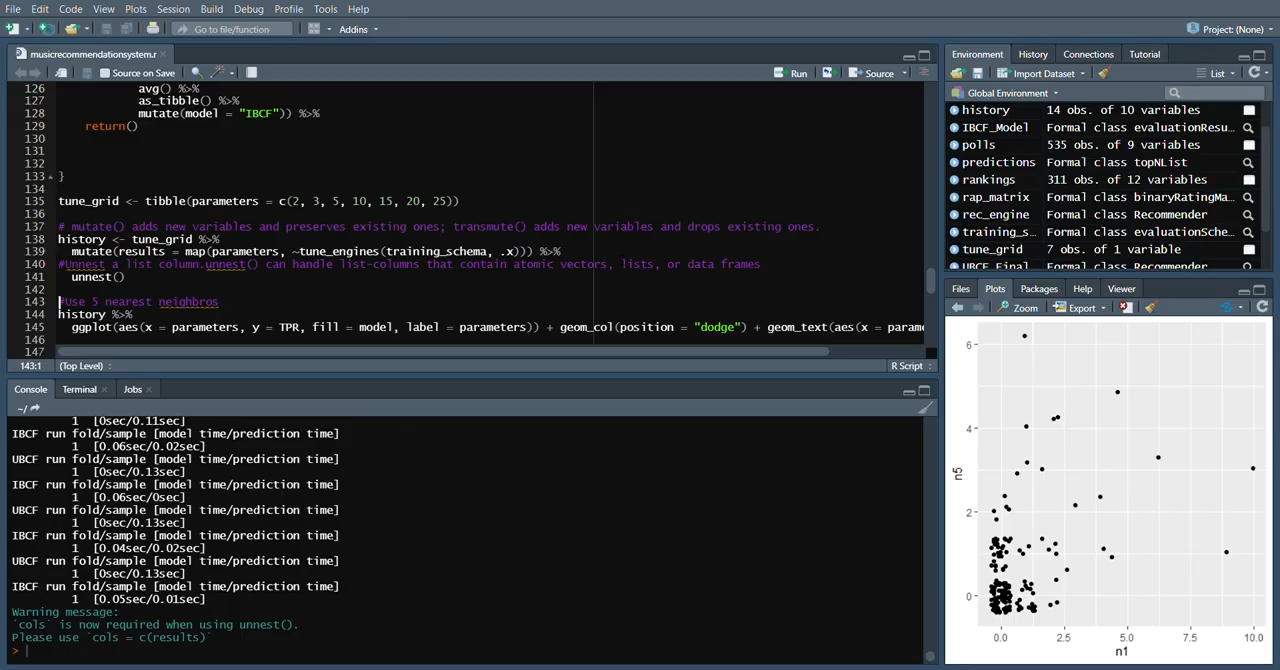 File Edit Code View Plots Session Build Debug Profile Tools Help
Go to file/function Addins Project: (None)
musicrecommendationsystem.r
Source on Save Run Source
126 avg() %>%
127 as_tibble() %>%
128 mutate(model = "IBCF")) %>%
129 return()
130
131
132
133 }
134
135 tune_grid <- tibble(parameters = c(2, 3, 5, 10, 15, 20, 25))
136
137 # mutate() adds new variables and preserves existing ones; transmute() adds new variables and drops existing ones.
138 history <- tune_grid %>%
139 mutate(results = map(parameters, ~tune_engines(training_schema, .x))) %>%
140 #Unnest a list column.unnest() can handle list-columns that contain atomic vectors, lists, or data frames
141 unnest()
142
143 #Use 5 nearest neighbros
144 history %>%
145 ggplot(aes(x = parameters, y = TPR, fill = model, label = parameters)) + geom_col(position = "dodge") + geom_text(aes(x = parame
146
147
143:1 (Top Level) R Script
Console Terminal Jobs
~/
1 [0sec/0.11sec]
IBCF run fold/sample [model time/prediction time]
1 [0.06sec/0.02sec]
UBCF run fold/sample [model time/prediction time]
1 [0sec/0.13sec]
IBCF run fold/sample [model time/prediction time]
1 [0.06sec/0sec]
UBCF run fold/sample [model time/prediction time]
1 [0sec/0.13sec]
IBCF run fold/sample [model time/prediction time]
1 [0.04sec/0.02sec]
UBCF run fold/sample [model time/prediction time]
1 [0sec/0.13sec]
IBCF run fold/sample [model time/prediction time]
1 [0.05sec/0.01sec]
Warning message:
`cols` is now required when using unnest().
Please use `cols = c(results)`
>
Environment History Connections Tutorial
Import Dataset List
Global Environment
history 14 obs. of 10 variables
IBCF_Model Formal class evaluationResu…
polls 535 obs. of 9 variables
predictions Formal class topNList
rankings 311 obs. of 12 variables
rap_matrix Formal class binaryRatingMa…
rec_engine Formal class Recommender
training_s… Formal class evaluationSche…
tune_grid 7 obs. of 1 variable
UBCF_Final Formal class Recommender
Files Plots Packages Help Viewer
Zoom Export
6
4
n5
2
0
0.0 2.5 5.0 7.5 10.0
n1